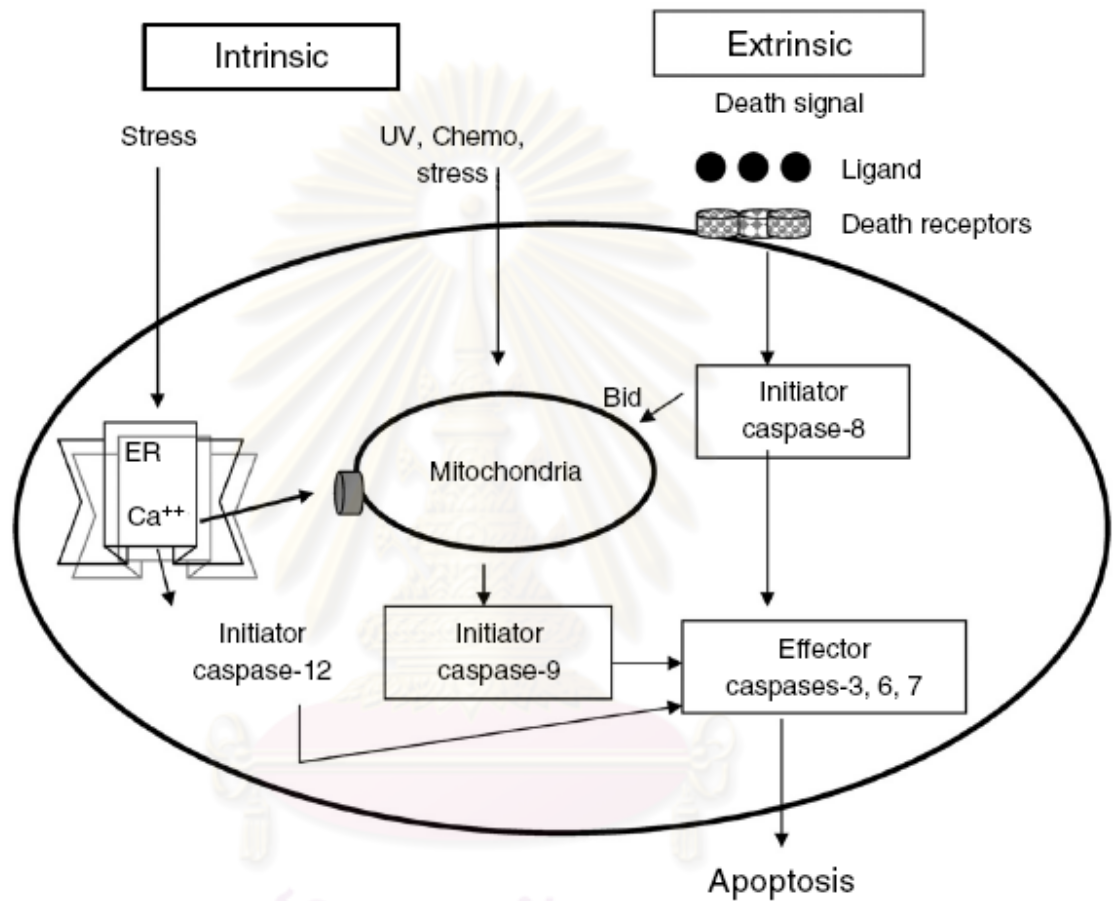 Intrinsic
Extrinsic
Death signal
Stress
UV, Chemo,
stress
Ligand
Death receptors
Bid
Initiator
caspase-8
ER
Ca++
Mitochondria
Initiator
caspase-12
Initiator
caspase-9
Effector
caspases-3, 6, 7
Apoptosis